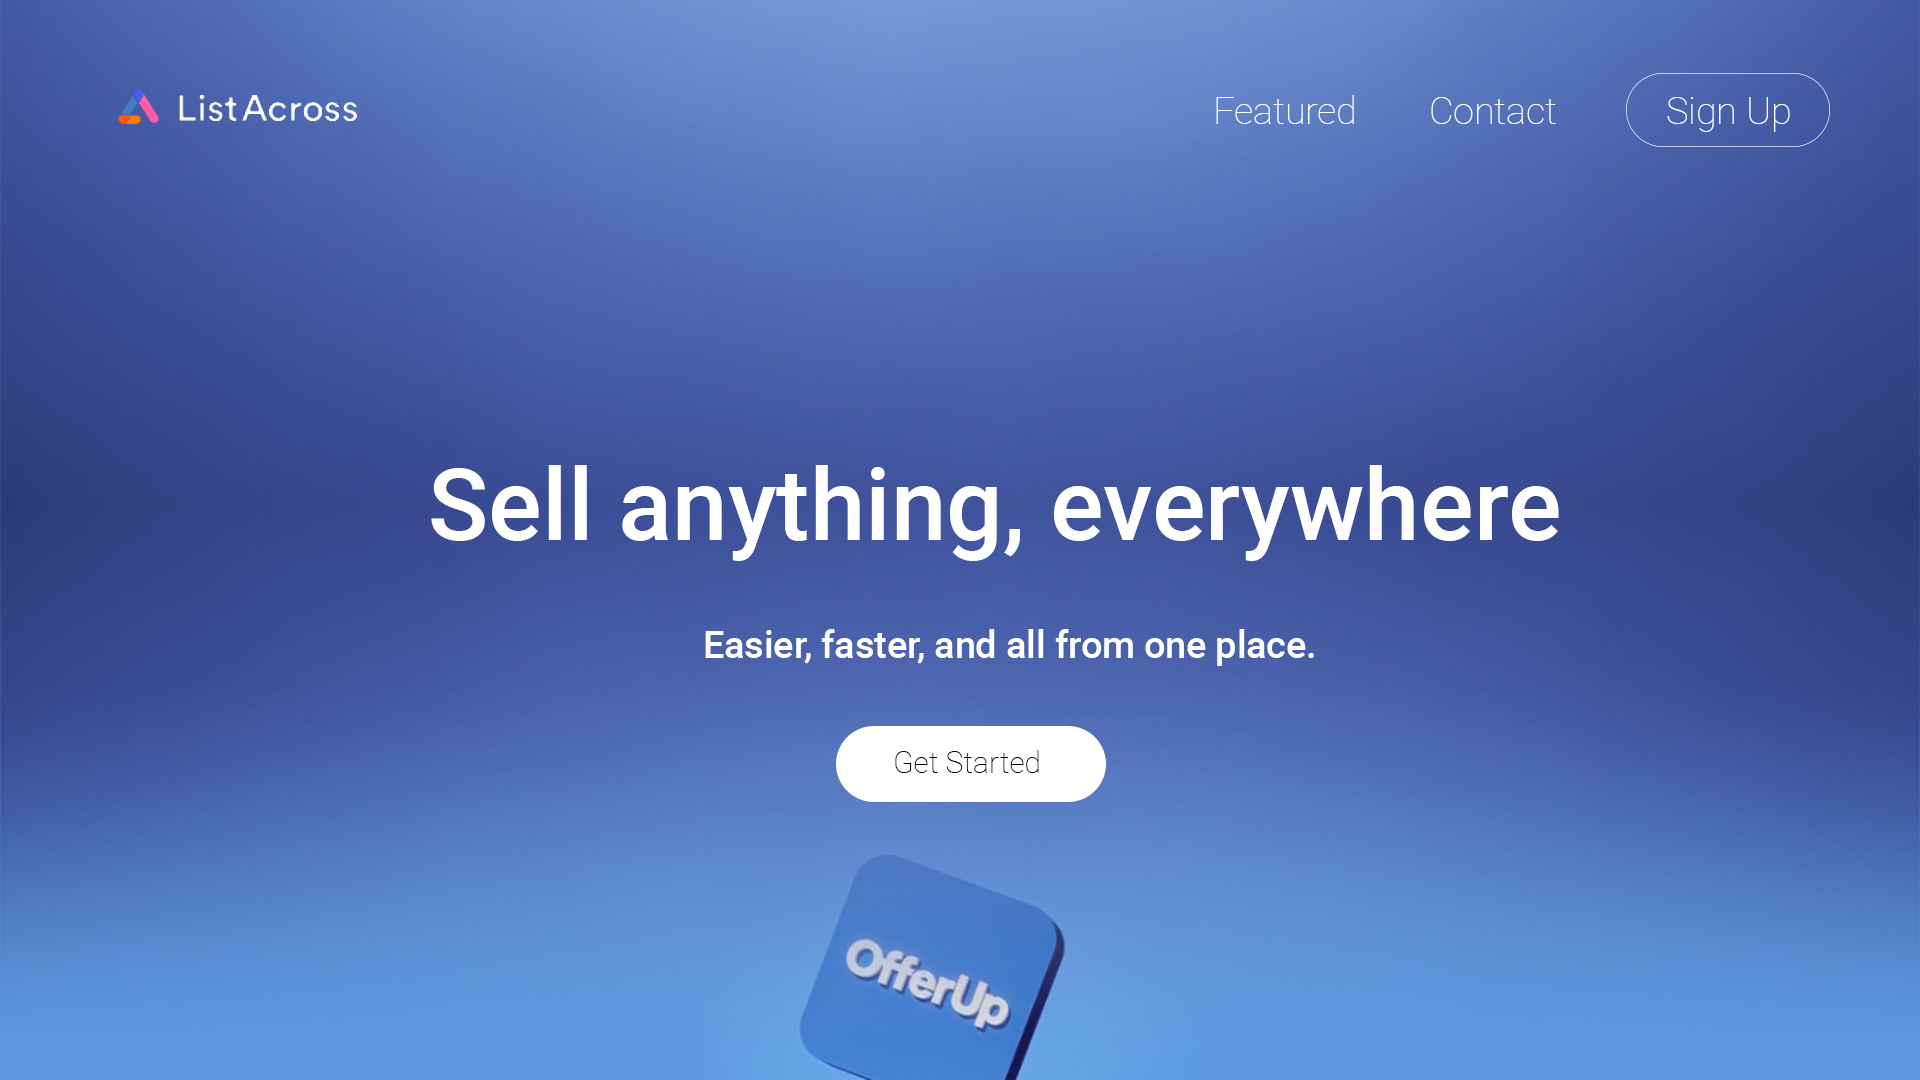 ListAcross
Featured
Contact
Sign Up
Sell anything, everywhere
Easier, faster, and all from one place.
Get Started
OfferUp